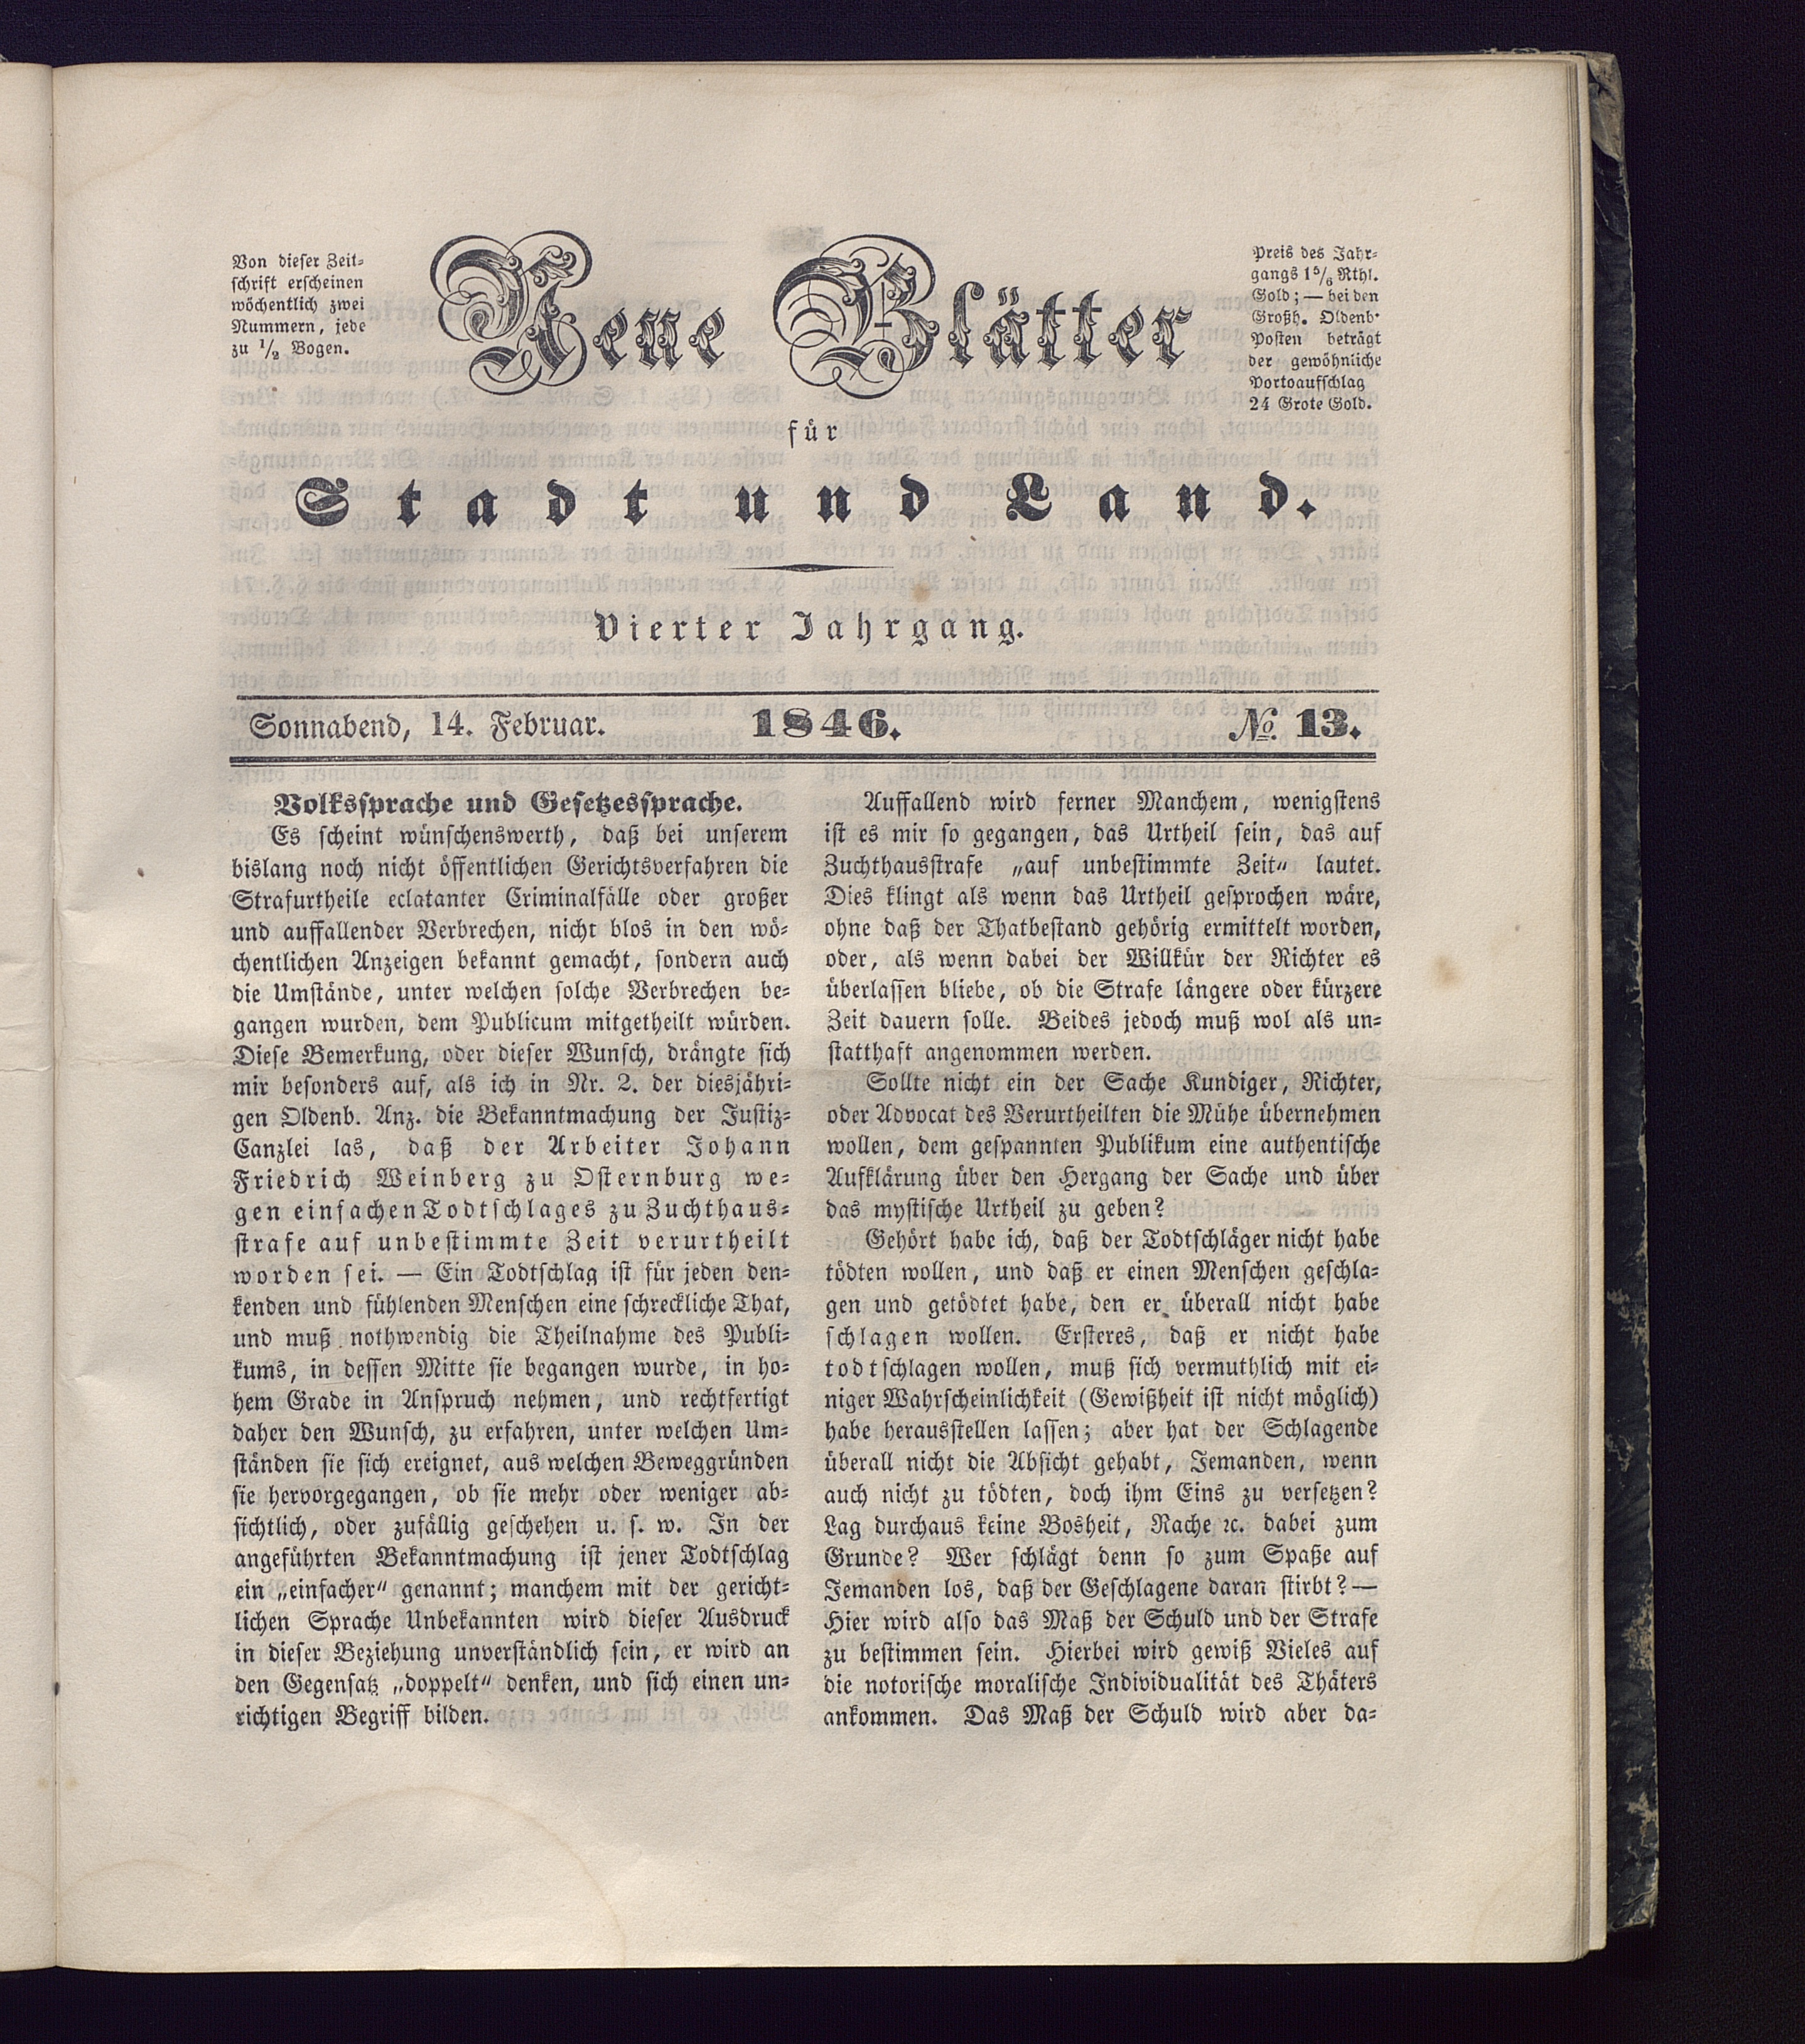 Von dieser Zeit-
schrift erscheinen
wöchentlich zwei
Nummern, jede
zu 1/2 Bogen.
Neue Blätter
Preis des Jahr-
gangs 1 5/6 Rthl.
Gold; — bei den
Großh. Oldenb.
Posten beträgt
der gewöhnliche
Portoaufschlag
24 Grote Gold.
für
Stadt und Land.
Vierter Jahrgang.
Sonnabend, 14. Februar. 1846. No. 13.
Volkssprache und Gesetzessprache.
Es scheint wünschenswerth, daß bei unserem
bislang noch nicht öffentlichen Gerichtsverfahren die
Strafurtheile eclatanter Criminalfälle oder großer
und auffallender Verbrechen, nicht blos in den wö-
chentlichen Anzeigen bekannt gemacht, sondern auch
die Umstände, unter welchen solche Verbrechen be-
gangen wurden, dem Publicum mitgetheilt würden.
Diese Bemerkung, oder dieser Wunsch, drängte sich
mir besonders auf, als ich in Nr. 2. der diesjähri-
gen Oldenb. Anz. die Bekanntmachung der Justiz-
Canzlei las, daß der Arbeiter Johann
Friedrich Weinberg zu Osternburg we-
gen einfachen Todtschlages zu Zuchthaus-
strafe auf unbestimmte Zeit verurtheilt
worden sei. — Ein Todtschlag ist für jeden den-
kenden und fühlenden Menschen eine schreckliche That,
und muß nothwendig die Theilnahme des Publi-
kums, in dessen Mitte sie begangen wurde, in ho-
hem Grade in Anspruch nehmen, und rechtfertigt
daher den Wunsch, zu erfahren, unter welchen Um-
ständen sie sich ereignet, aus welchen Beweggründen
sie hervorgegangen, ob sie mehr oder weniger ab-
sichtlich, oder zufällig geschehen u. s. w. In der
angeführten Bekanntmachung ist jener Todtschlag
ein „einfacher“ genannt; manchem mit der gericht-
lichen Sprache Unbekannten wird dieser Ausdruck
in dieser Beziehung unverständlich sein, er wird an
den Gegensatz „doppelt“ denken, und sich einen un-
richtigen Begriff bilden.
Auffallend wird ferner Manchem, wenigstens
ist es mir so gegangen, das Urtheil sein, das auf
Zuchthausstrafe „auf unbestimmte Zeit“ lautet.
Dies klingt als wenn das Urtheil gesprochen wäre,
ohne daß der Thatbestand gehörig ermittelt worden,
oder, als wenn dabei der Willkür der Richter es
überlassen bliebe, ob die Strafe längere oder kürzere
Zeit dauern solle. Beides jedoch muß wol als un-
statthaft angenommen werden.
Sollte nicht ein der Sache Kundiger, Richter,
oder Advocat des Verurtheilten die Mühe übernehmen
wollen, dem gespannten Publikum eine authentische
Aufklärung über den Hergang der Sache und über
das mystische Urtheil zu geben?
Gehört habe ich, daß der Todtschläger nicht habe
tödten wollen, und daß er einen Menschen geschla-
gen und getödtet habe, den er überall nicht habe
schlagen wollen. Ersteres, daß er nicht habe
todtschlagen wollen, muß sich vermuthlich mit ei-
niger Wahrscheinlichkeit (Gewißheit ist nicht möglich)
habe herausstellen lassen; aber hat der Schlagende
überall nicht die Absicht gehabt, Jemanden, wenn
auch nicht zu tödten, doch ihm Eins zu versetzen?
Lag durchaus keine Bosheit, Rache ꝛc. dabei zum
Grunde? Wer schlägt denn so zum Spaße auf
Jemanden los, daß der Geschlagene daran stirbt? —
Hier wird also das Maß der Schuld und der Strafe
zu bestimmen sein. Hierbei wird gewiß Vieles auf
die notorische moralische Individualität des Thäters
ankommen. Das Maß der Schuld wird aber da-